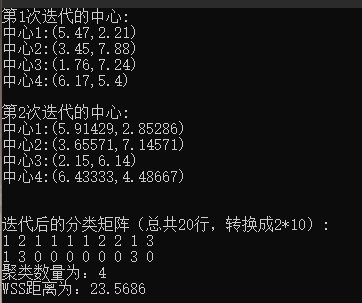 第1次迭代的中心:
中心1:(5.47,2.21)
中心2:(3.45,7.88)
中心3:(1.76,7.24)
中心4:(6.17,5.4)
第2次迭代的中心:
中心1:(5.91429,2.85286)
中心2:(3.65571,7.14571)
中心3:(2.15,6.14)
中心4:(6.43333,4.48667)
迭代后的分类矩阵（总共20行，转换成2*10）:
1 2 1 1 1 1 2 2 1 3
1 3 0 0 0 0 0 0 3 0
聚类数量为：4
WSS距离为：23.5686